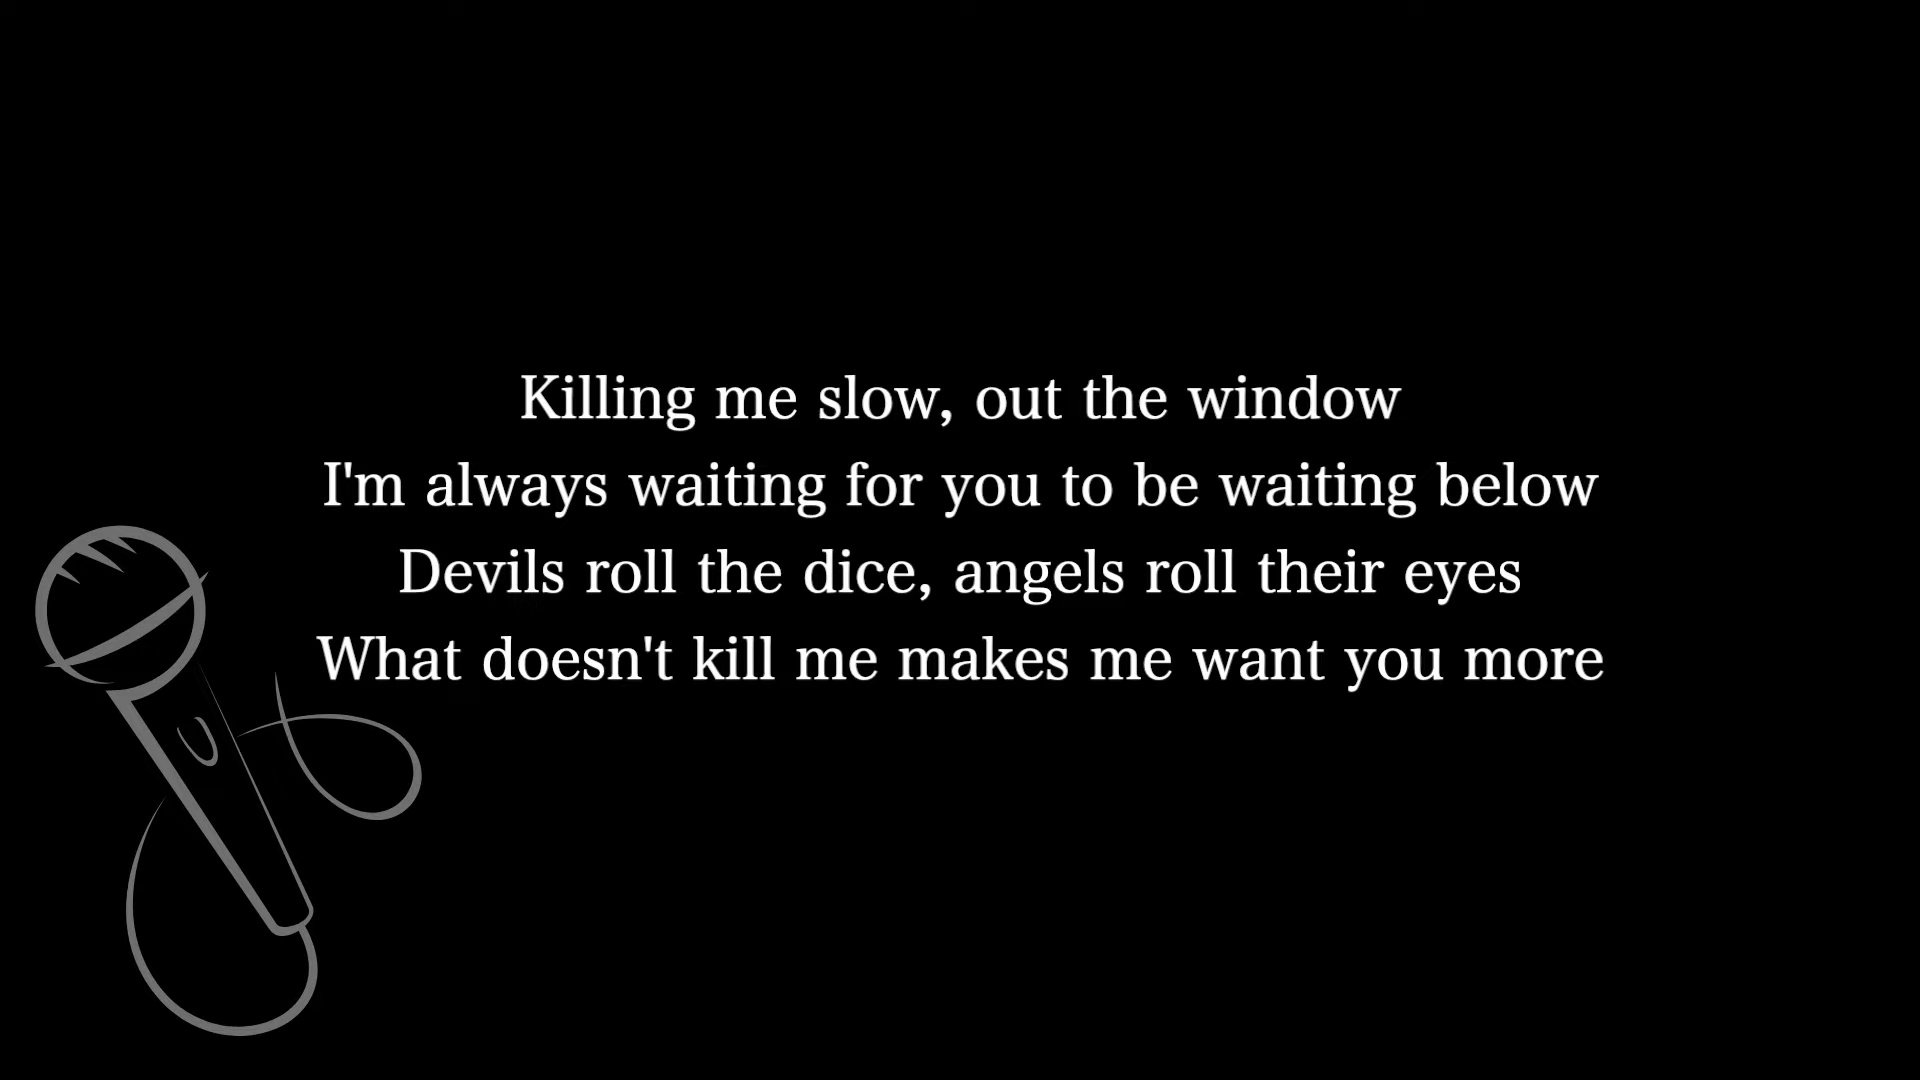 Killing me slow, out the window
I'm always waiting for you to be waiting below
Devils roll the dice, angels roll their eyes
What doesn't kill me makes me want you more